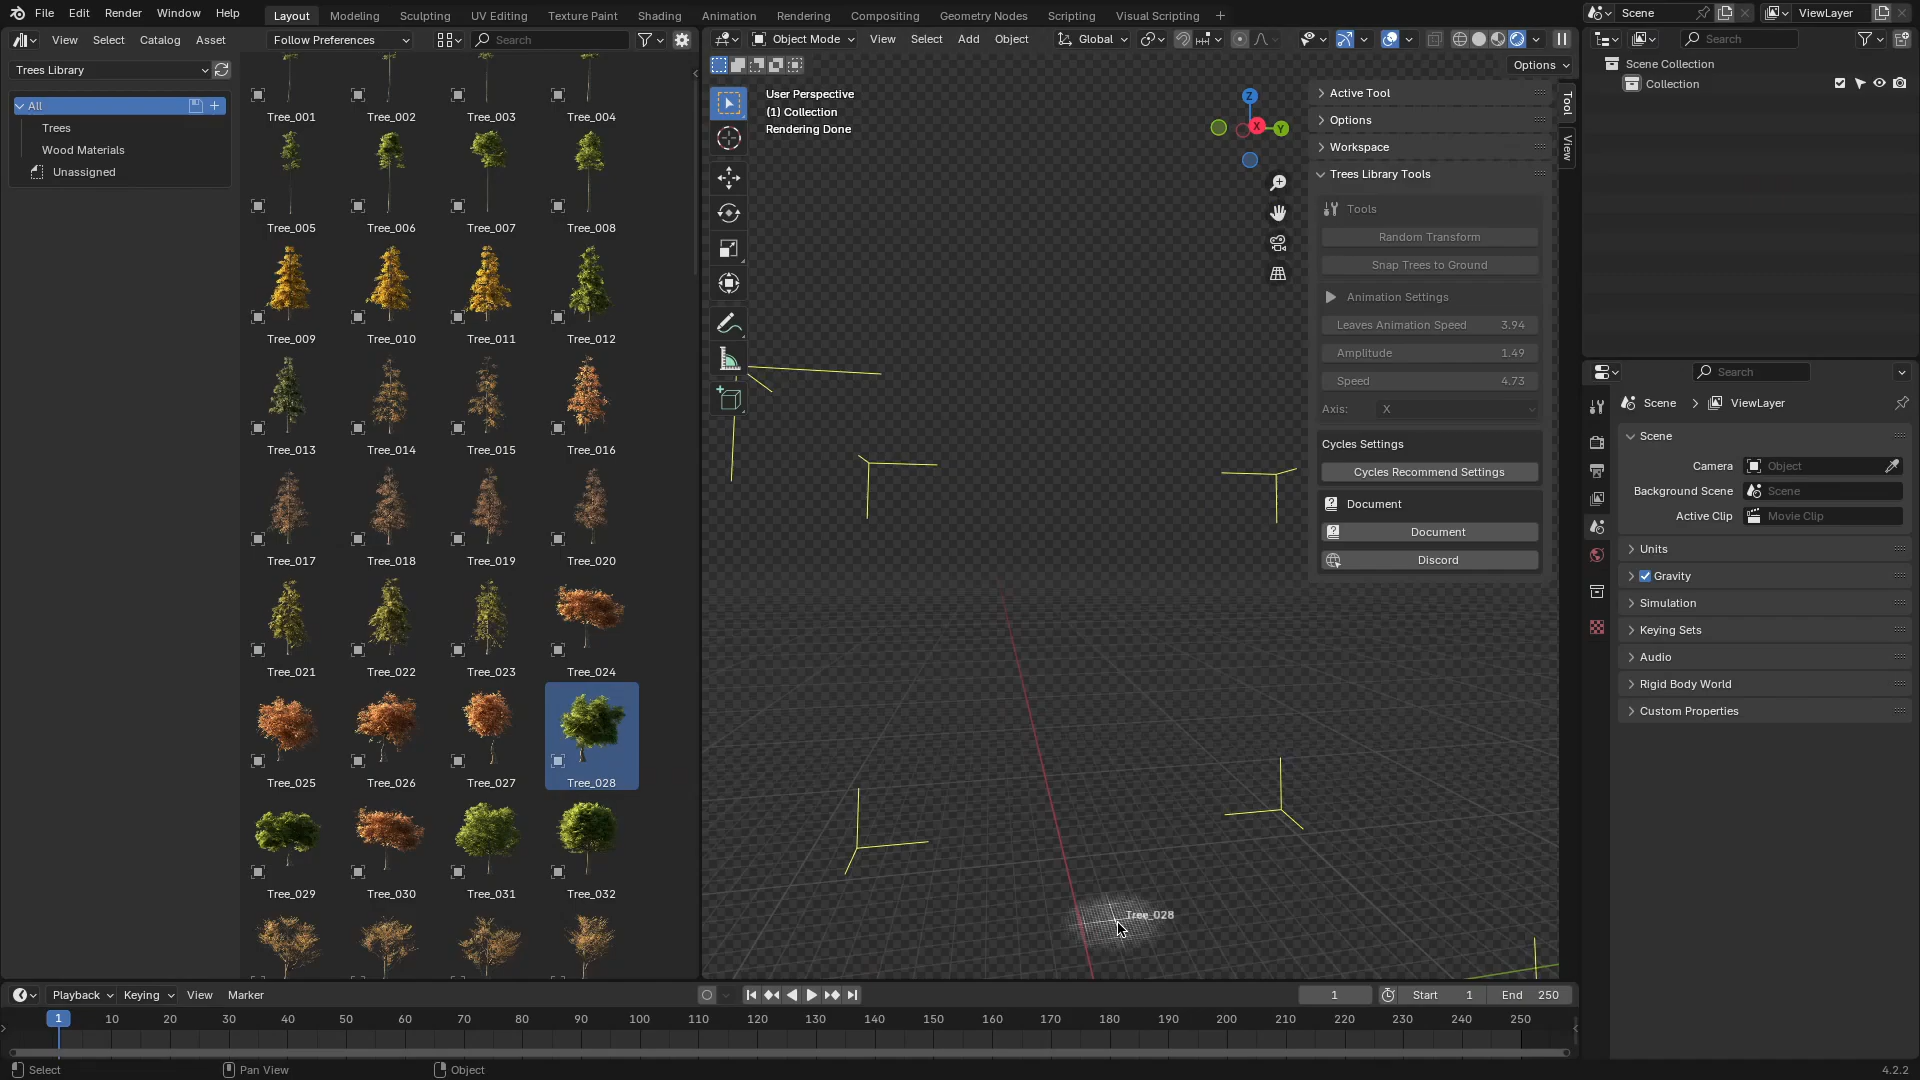 File Edit Render Window Help
Layout Modeling Sculpting UV Editing Texture Paint Shading Animation Rendering Compositing Geometry Nodes Scripting Visual Scripting +
Scene
ViewLayer
View Select Catalog Asset
Follow Preferences
Search
Object Mode
View Select Add Object
Global
Search
Trees Library
All
Trees
Wood Materials
Unassigned
Tree_001 Tree_002 Tree_003 Tree_004
Tree_005 Tree_006 Tree_007 Tree_008
Tree_009 Tree_010 Tree_011 Tree_012
Tree_013 Tree_014 Tree_015 Tree_016
Tree_017 Tree_018 Tree_019 Tree_020
Tree_021 Tree_022 Tree_023 Tree_024
Tree_025 Tree_026 Tree_027 Tree_028
Tree_029 Tree_030 Tree_031 Tree_032
Options
User Perspective
(1) Collection
Rendering Done
Z
X
Y
Tree_028
Active Tool
Options
Workspace
Trees Library Tools
Tools
Random Transform
Snap Trees to Ground
Animation Settings
Leaves Animation Speed 3.94
Amplitude 1.49
Speed 4.73
Axis: X
Cycles Settings
Cycles Recommend Settings
Document
Document
Discord
Tool
View
Scene Collection
Collection
Search
Scene > ViewLayer
Scene
Camera Object
Background Scene Scene
Active Clip Movie Clip
Units
Gravity
Simulation
Keying Sets
Audio
Rigid Body World
Custom Properties
Playback Keying View Marker
1
Start 1
End 250
1 10 20 30 40 50 60 70 80 90 100 110 120 130 140 150 160 170 180 190 200 210 220 230 240 250
Select
Pan View
Object
4.2.2